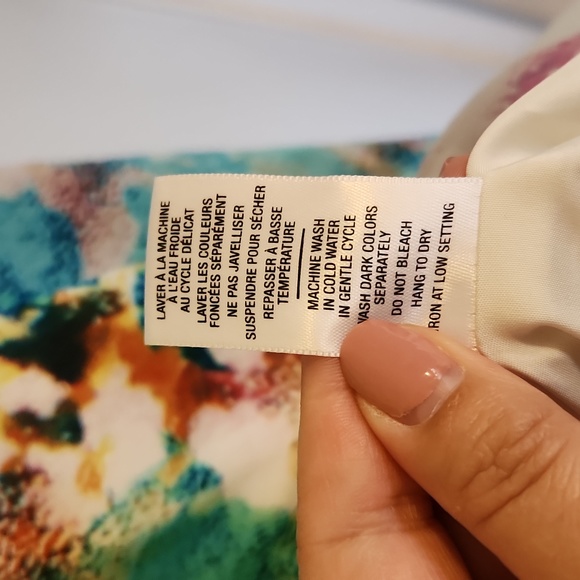 LAVER À LA MACHINE
À L'EAU FROIDE
AU CYCLE DÉLICAT
LAVER LES COULEURS
FONCÉES SÉPARÉMENT
NE PAS JAVELLISER
SUSPENDRE POUR SÉCHER
REPASSER À BASSE
TEMPÉRATURE
MACHINE WASH
IN COLD WATER
IN GENTLE CYCLE
WASH DARK COLORS
SEPARATELY
DO NOT BLEACH
HANG TO DRY
IRON AT LOW SETTING